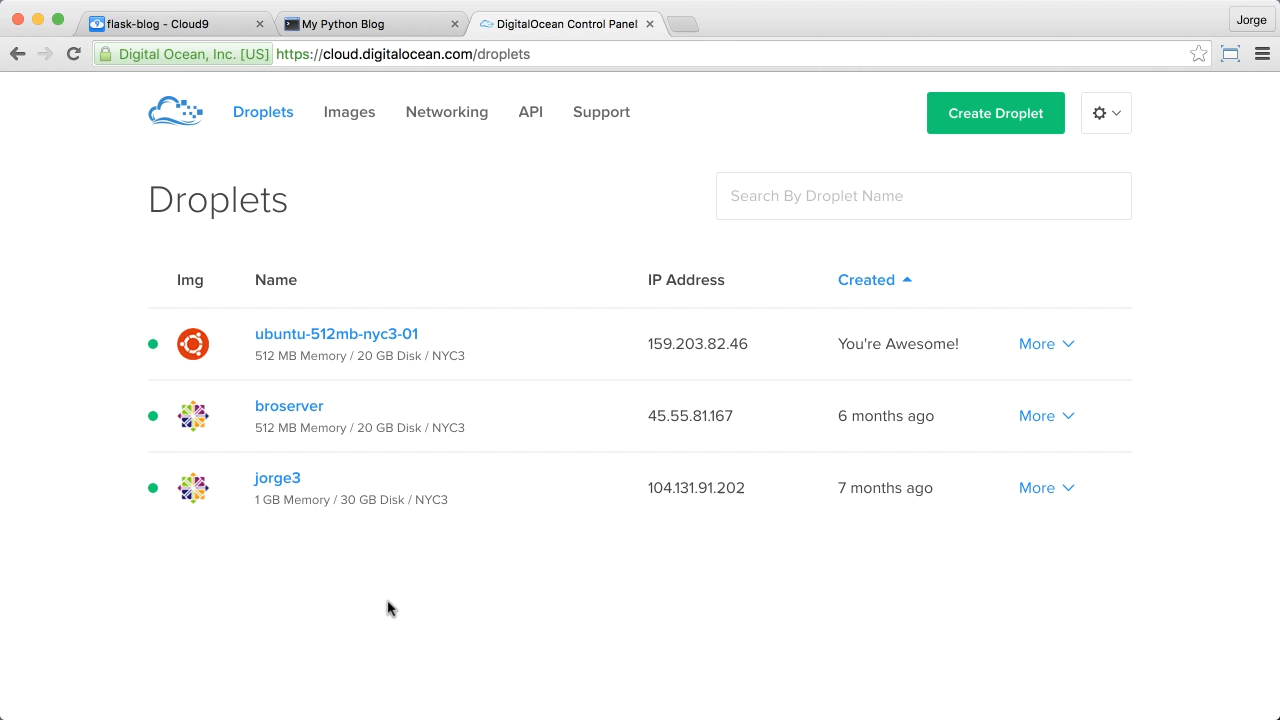 flask-blog - Cloud9
My Python Blog
DigitalOcean Control Panel
Jorge
Digital Ocean, Inc. [US] https://cloud.digitalocean.com/droplets
Droplets Images Networking API Support
Create Droplet
Droplets
Search By Droplet Name
Img Name IP Address Created
ubuntu-512mb-nyc3-01
512 MB Memory / 20 GB Disk / NYC3
159.203.82.46 You're Awesome! More
broserver
512 MB Memory / 20 GB Disk / NYC3
45.55.81.167 6 months ago More
jorge3
1 GB Memory / 30 GB Disk / NYC3
104.131.91.202 7 months ago More